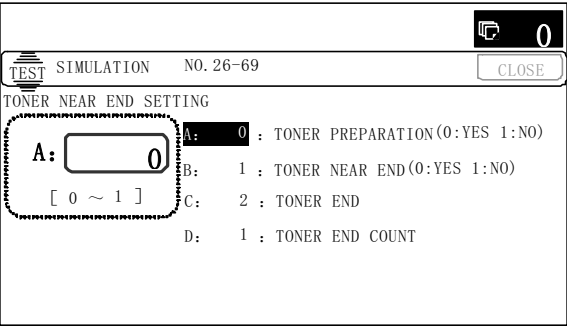 0
TEST SIMULATION NO.26-69 CLOSE
TONER NEAR END SETTING
A: 0
[ 0 ~ 1 ]
A: 0 : TONER PREPARATION(0:YES 1:NO)
B: 1 : TONER NEAR END(0:YES 1:NO)
C: 2 : TONER END
D: 1 : TONER END COUNT